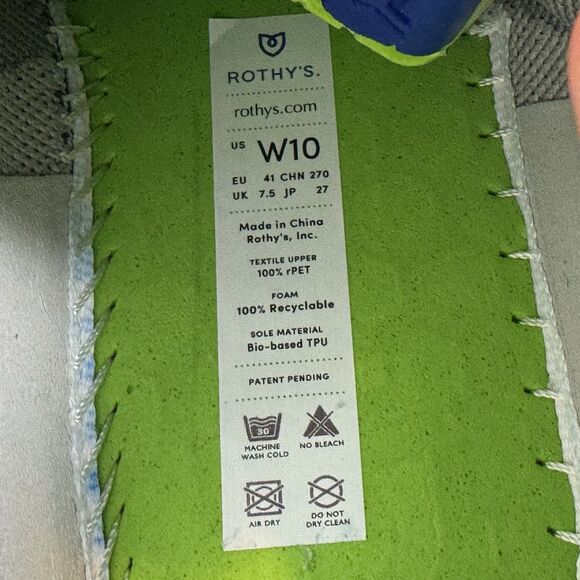 ROTHY'S.
rothys.com
US W10
EU 41 CHN 270
UK 7.5 JP 27
Made in China
Rothy's, Inc.
TEXTILE UPPER
100% rPET
FOAM
100% Recyclable
SOLE MATERIAL
Bio-based TPU
PATENT PENDING
30°
MACHINE WASH COLD
NO BLEACH
AIR DRY
DO NOT DRY CLEAN